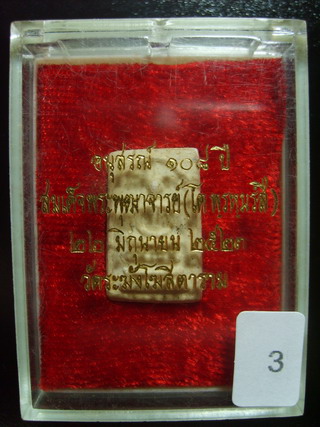 อนุสรณ์ ๑๐๘ ปี
สมเด็จพระพุฒาจารย์(โต พรหมรังสี)
๒๒ มิถุนายน ๒๕๒๓
วัดระฆังโฆสิตาราม
3